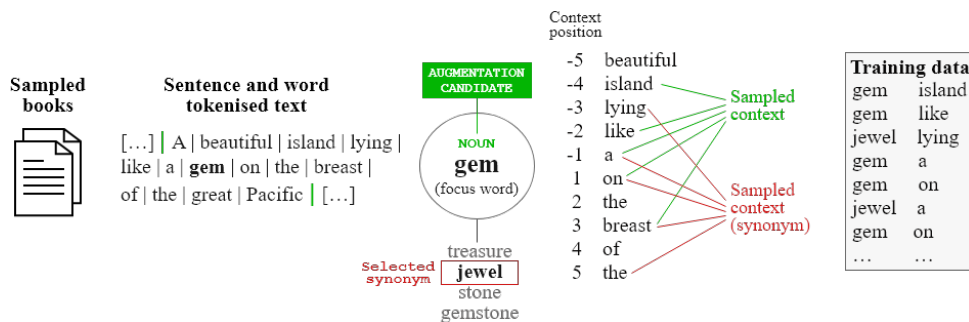 Sampled
books
Sentence and word
tokenised text
[…] | A | beautiful | island | lying |
like | a | gem | on | the | breast |
of | the | great | Pacific | […]
AUGMENTATION
CANDIDATE
NOUN
gem
(focus word)
treasure
Selected
synonym
jewel
stone
gemstone
Context
position
-5 beautiful
-4 island
-3 lying
-2 like
-1 a
1 on
2 the
3 breast
4 of
5 the
Sampled
context
Sampled
context
(synonym)
Training data
gem island
gem like
jewel lying
gem a
gem on
jewel a
gem on
… …